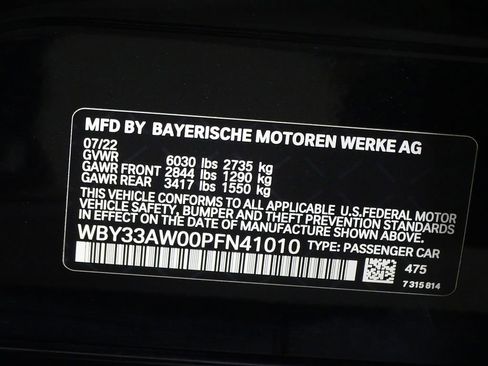 MFD BY BAYERISCHE MOTOREN WERKE AG
07/22
GVWR 6030 lbs 2735 kg
GAWR FRONT 2844 lbs 1290 kg
GAWR REAR 3417 lbs 1550 kg
THIS VEHICLE CONFORMS TO ALL APPLICABLE U.S.FEDERAL MOTOR
VEHICLE SAFETY, BUMPER AND THEFT PREVENTION STANDARDS
IN EFFECT ON THE DATE OF MANUFACTURE SHOWN ABOVE.
WBY33AW00PFN41010 TYPE: PASSENGER CAR
475
7 315 814